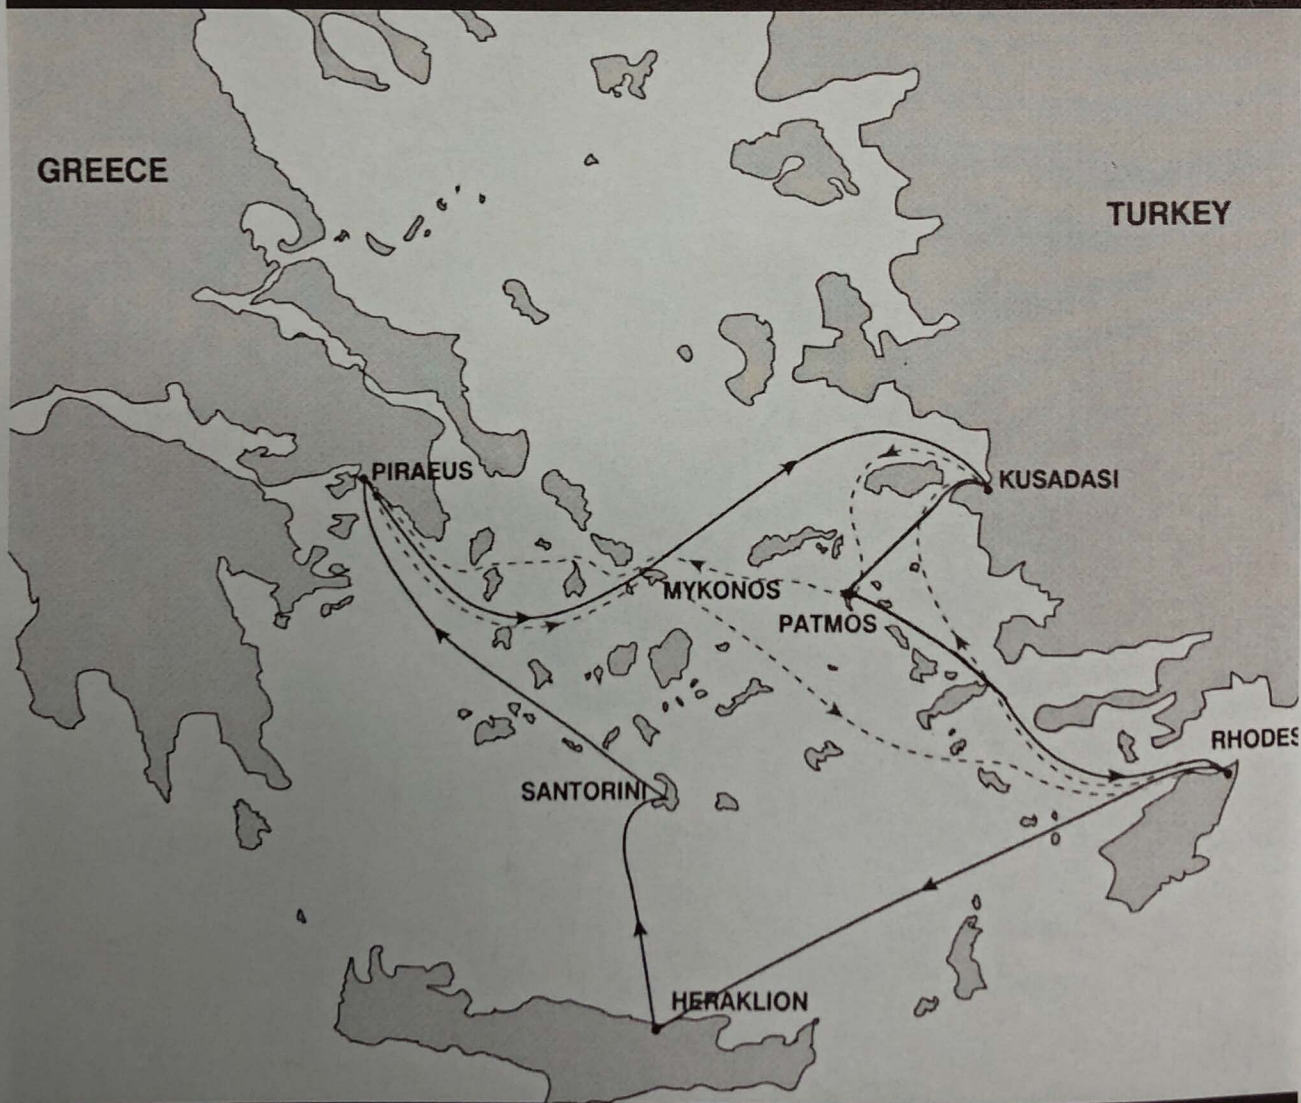 GREECE
TURKEY
PIRAEUS
KUSADASI
MYKONOS
PATMOS
RHODES
SANTORINI
HERAKLION